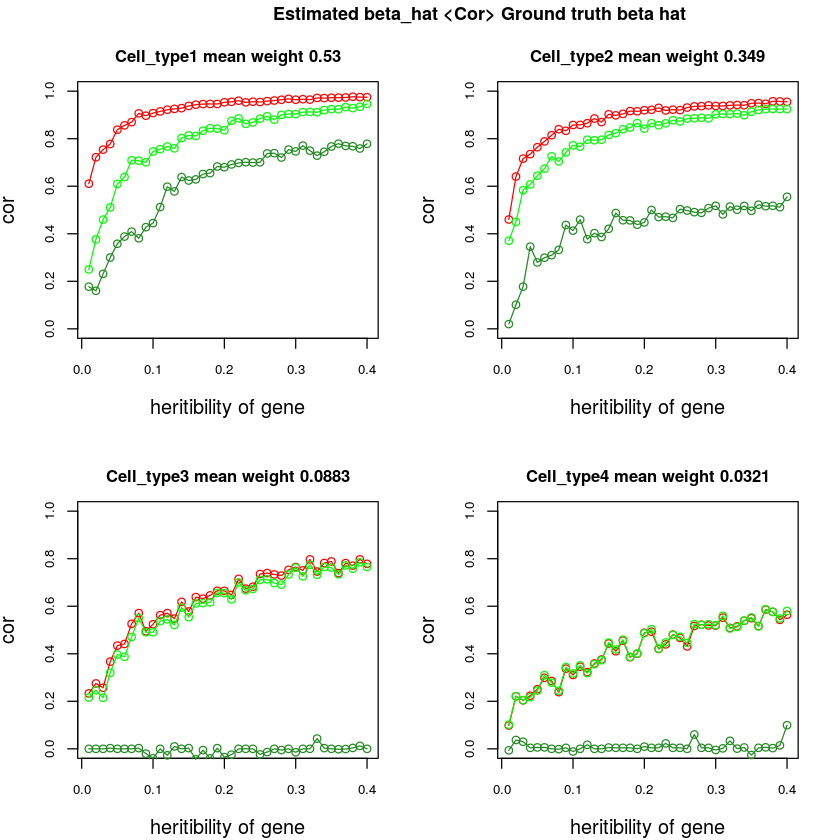 Estimated beta_hat <Cor> Ground truth beta hat
Cell_type1 mean weight 0.53
cor
1.0
0.8
0.6
0.4
0.2
0.0
0.0 0.1 0.2 0.3 0.4
heritibility of gene
Cell_type2 mean weight 0.349
cor
1.0
0.8
0.6
0.4
0.2
0.0
0.0 0.1 0.2 0.3 0.4
heritibility of gene
Cell_type3 mean weight 0.0883
cor
1.0
0.8
0.6
0.4
0.2
0.0
0.0 0.1 0.2 0.3 0.4
heritibility of gene
Cell_type4 mean weight 0.0321
cor
1.0
0.8
0.6
0.4
0.2
0.0
0.0 0.1 0.2 0.3 0.4
heritibility of gene